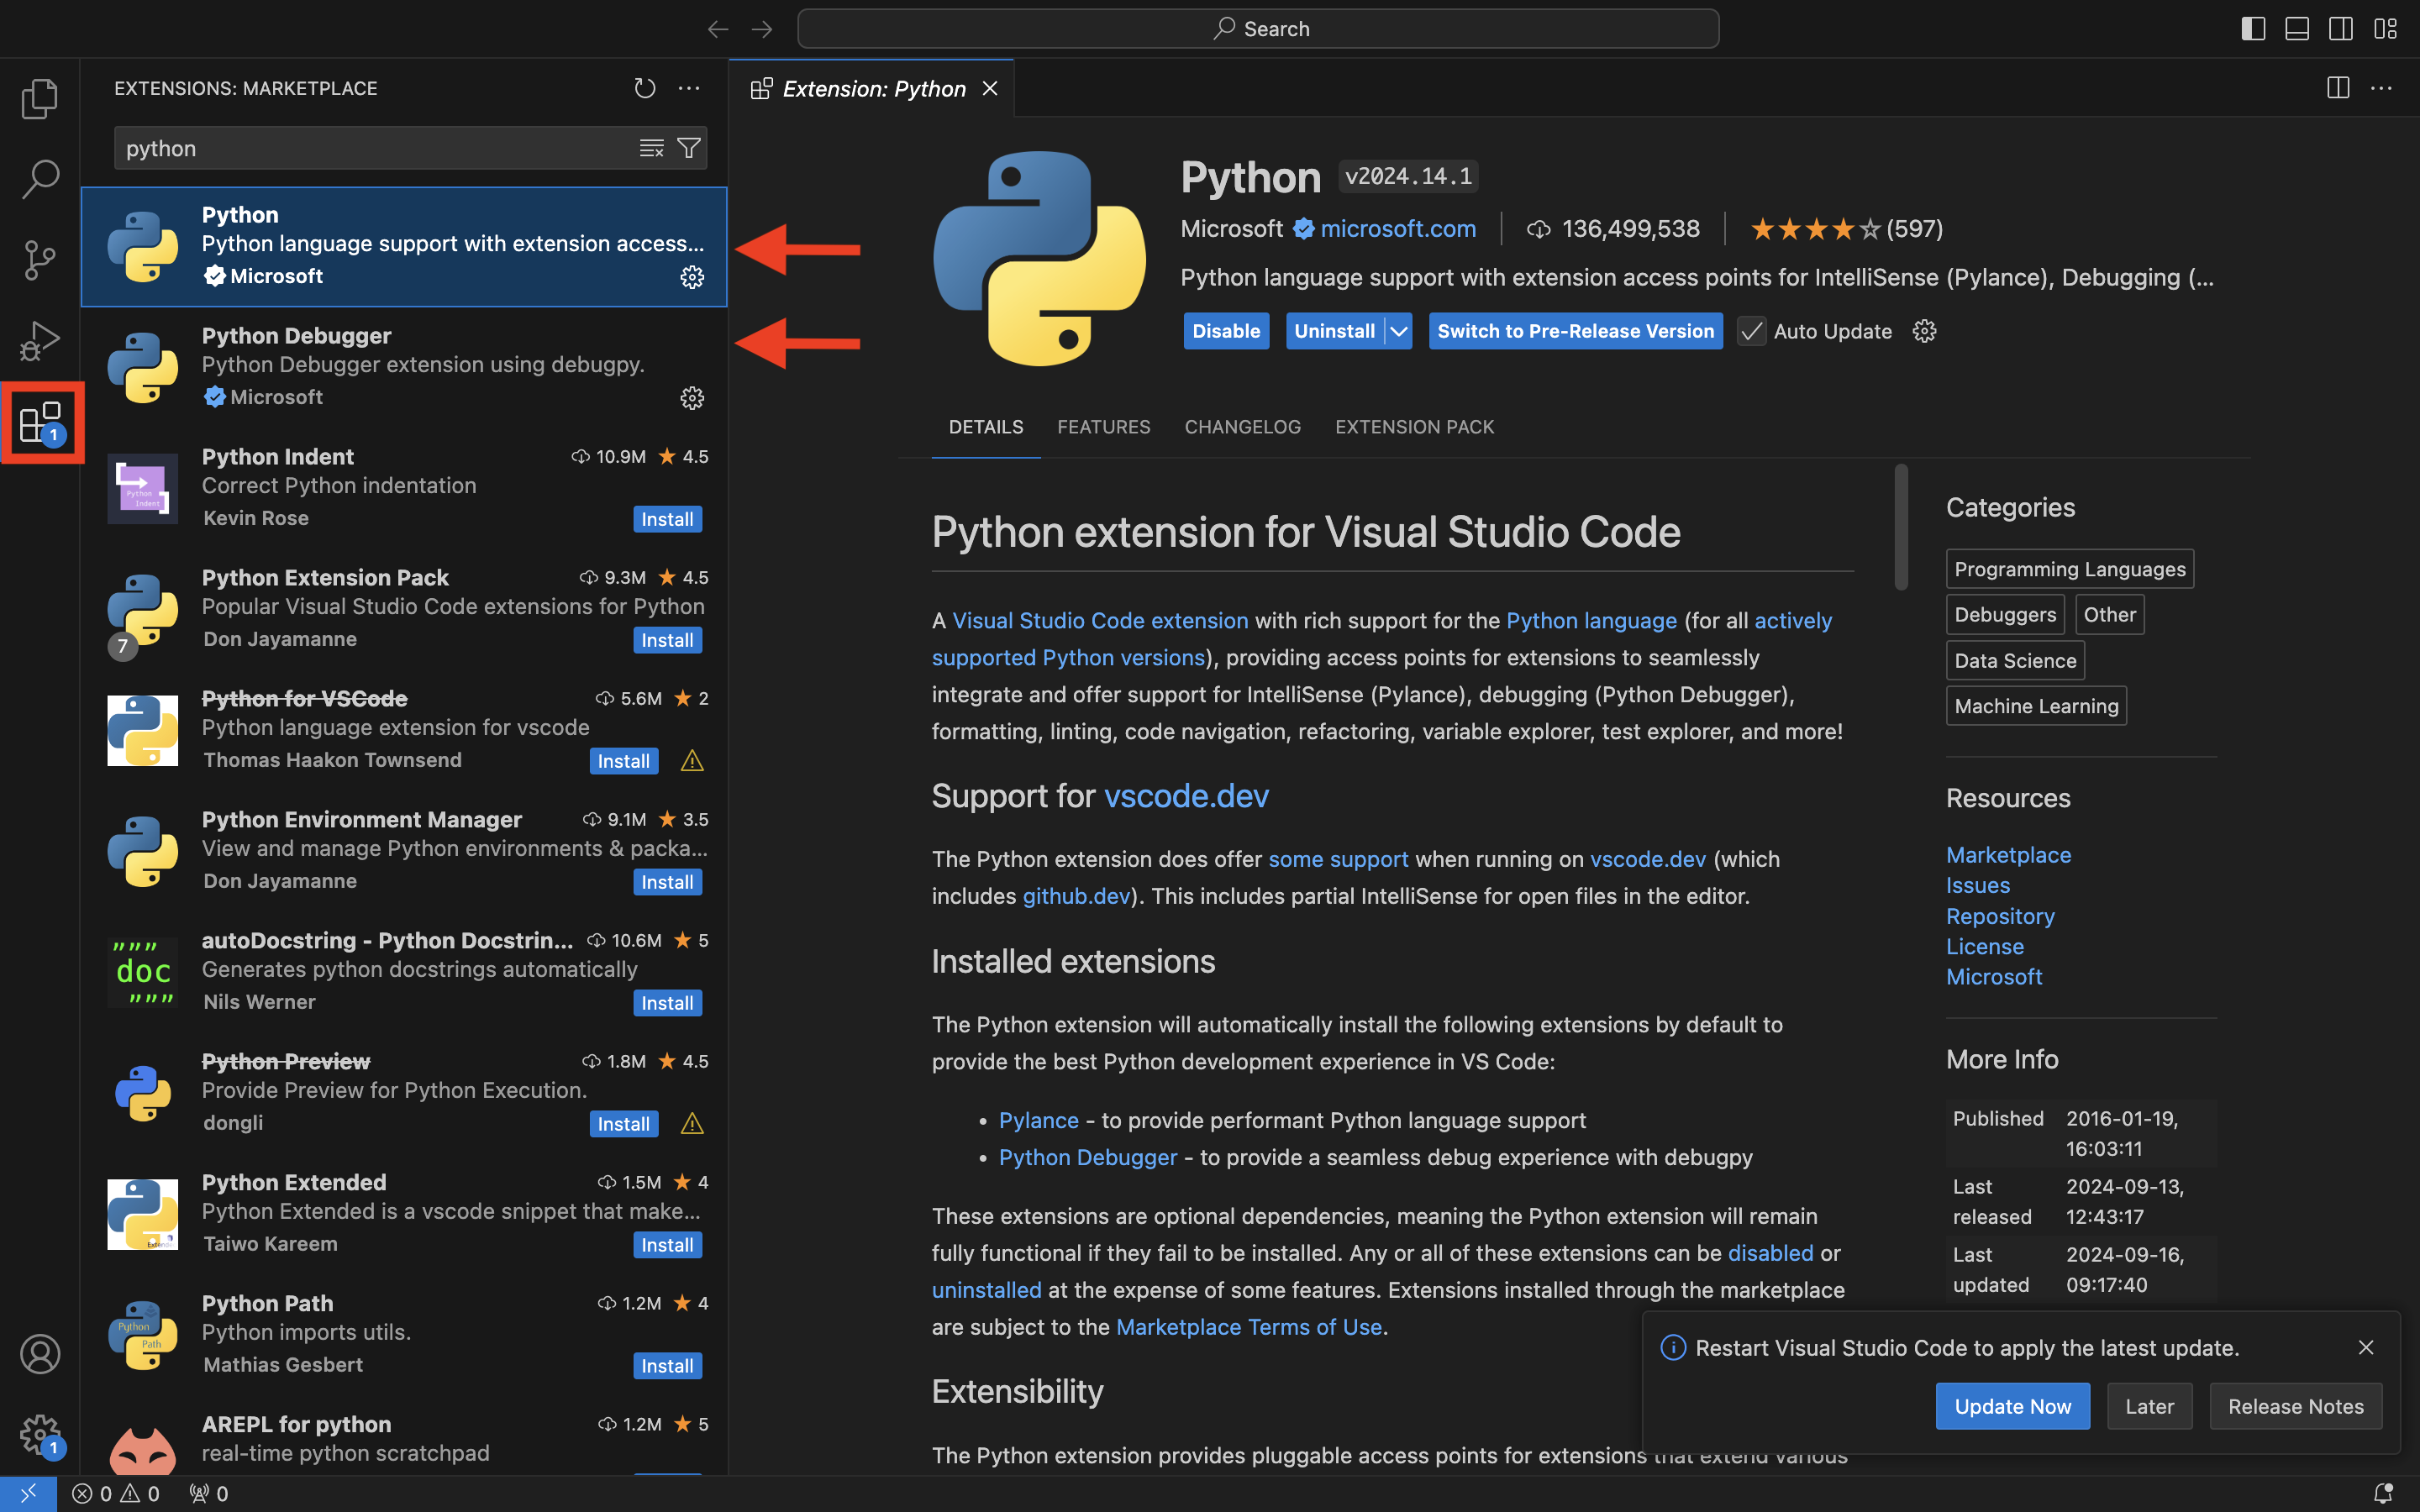 Search
EXTENSIONS: MARKETPLACE
python
Python
Python language support with extension access...
Microsoft
Python Debugger
Python Debugger extension using debugpy.
Microsoft
1
Python Indent 10.9M 4.5
Correct Python indentation
Kevin Rose
Install
Python Indent
Python Extension Pack 9.3M 4.5
Popular Visual Studio Code extensions for Python
Don Jayamanne
Install
7
Python for VSCode 5.6M 2
Python language extension for vscode
Thomas Haakon Townsend
Install
Python Environment Manager 9.1M 3.5
View and manage Python environments & packa...
Don Jayamanne
Install
autoDocstring - Python Docstrin... 10.6M 5
Generates python docstrings automatically
Nils Werner
Install
"""
doc
"""
Python Preview 1.8M 4.5
Provide Preview for Python Execution.
dongli
Install
Python Extended 1.5M 4
Python Extended is a vscode snippet that make...
Taiwo Kareem
Install
Python Path 1.2M 4
Python imports utils.
Mathias Gesbert
Install
Python
Path
AREPL for python 1.2M 5
real-time python scratchpad
1
0 0 0
Extension: Python
Python v2024.14.1
Microsoft microsoft.com 136,499,538 (597)
Python language support with extension access points for IntelliSense (Pylance), Debugging (...
Disable Uninstall Switch to Pre-Release Version Auto Update
DETAILS FEATURES CHANGELOG EXTENSION PACK
Python extension for Visual Studio Code
A Visual Studio Code extension with rich support for the Python language (for all actively
supported Python versions), providing access points for extensions to seamlessly
integrate and offer support for IntelliSense (Pylance), debugging (Python Debugger),
formatting, linting, code navigation, refactoring, variable explorer, test explorer, and more!
Support for vscode.dev
The Python extension does offer some support when running on vscode.dev (which
includes github.dev). This includes partial IntelliSense for open files in the editor.
Installed extensions
The Python extension will automatically install the following extensions by default to
provide the best Python development experience in VS Code:
• Pylance - to provide performant Python language support
• Python Debugger - to provide a seamless debug experience with debugpy
These extensions are optional dependencies, meaning the Python extension will remain
fully functional if they fail to be installed. Any or all of these extensions can be disabled or
uninstalled at the expense of some features. Extensions installed through the marketplace
are subject to the Marketplace Terms of Use.
Extensibility
The Python extension provides pluggable access points for extensions that extend various
Categories
Programming Languages
Debuggers Other
Data Science
Machine Learning
Resources
Marketplace
Issues
Repository
License
Microsoft
More Info
Published 2016-01-19,
16:03:11
Last 2024-09-13,
released 12:43:17
Last 2024-09-16,
updated 09:17:40
Restart Visual Studio Code to apply the latest update.
Update Now Later Release Notes